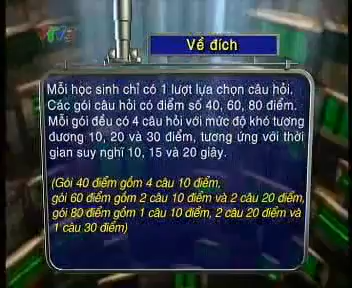 VTV3
Về đích
Mỗi học sinh chỉ có 1 lượt lựa chọn câu hỏi.
Các gói câu hỏi có điểm số 40, 60, 80 điểm.
Mỗi gói đều có 4 câu hỏi với mức độ khó tương
đương 10, 20 và 30 điểm, tương ứng với thời
gian suy nghĩ 10, 15 và 20 giây.
(Gói 40 điểm gồm 4 câu 10 điểm,
gói 60 điểm gồm 2 câu 10 điểm và 2 câu 20 điểm,
gói 80 điểm gồm 1 câu 10 điểm, 2 câu 20 điểm và
1 câu 30 điểm)